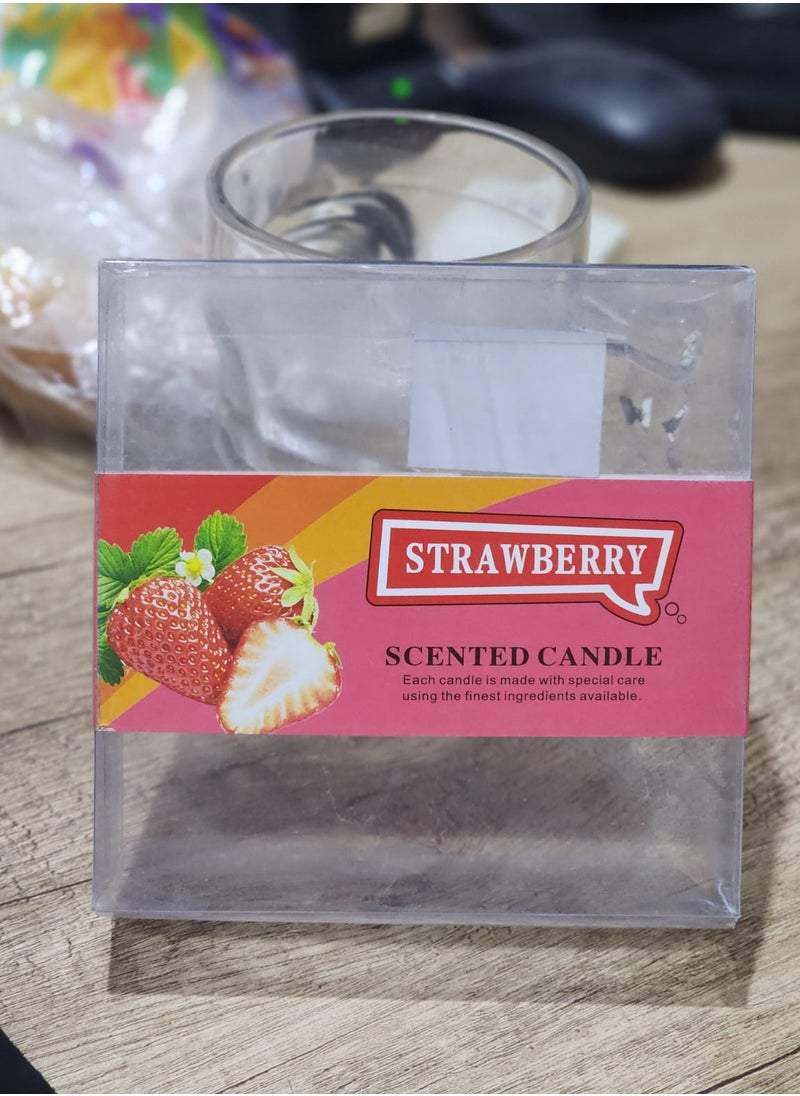 STRAWBERRY
SCENTED CANDLE
Each candle is made with special care
using the finest ingredients available.